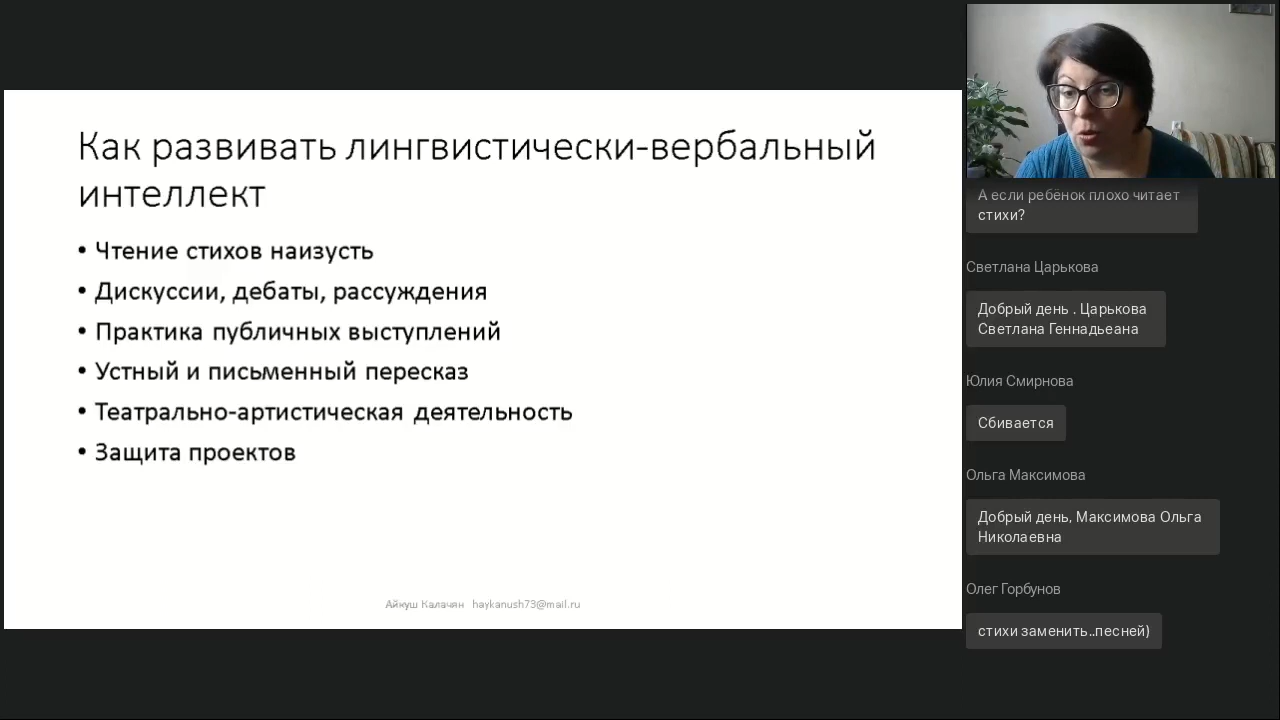 Как развивать лингвистически-вербальный
интеллект
• Чтение стихов наизусть
• Дискуссии, дебаты, рассуждения
• Практика публичных выступлений
• Устный и письменный пересказ
• Театрально-артистическая деятельность
• Защита проектов
Айкуш Калачян haykanush73@mail.ru
А если ребёнок плохо читает
стихи?
Светлана Царькова
Добрый день . Царькова
Светлана Геннадьеана
Юлия Смирнова
Сбивается
Ольга Максимова
Добрый день, Максимова Ольга
Николаевна
Олег Горбунов
стихи заменить..песней)